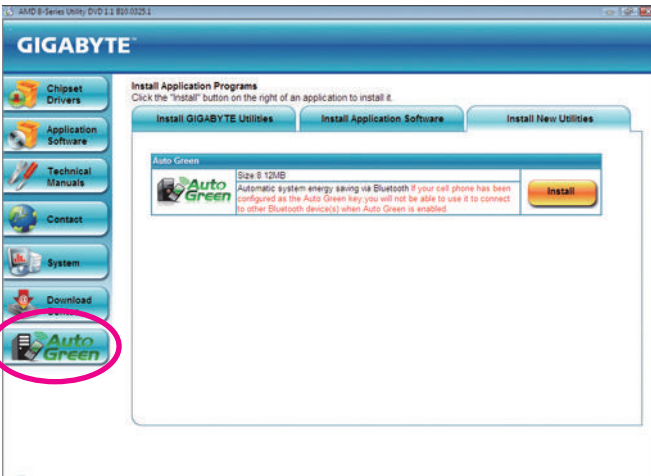 AMD 8-Series Utility DVD 1.1 B10.0325.1
GIGABYTE™
Chipset
Drivers
Application
Software
Technical
Manuals
Contact
System
Download
Auto
Green
Install Application Programs
Click the "Install" button on the right of an application to install it.
Install GIGABYTE Utilities
Install Application Software
Install New Utilities
Auto Green
Auto
Green
Size:8.12MB
Automatic system energy saving via Bluetooth If your cell phone has been
configured as the Auto Green key,you will not be able to use it to connect
to other Bluetooth device(s) when Auto Green is enabled.
Install